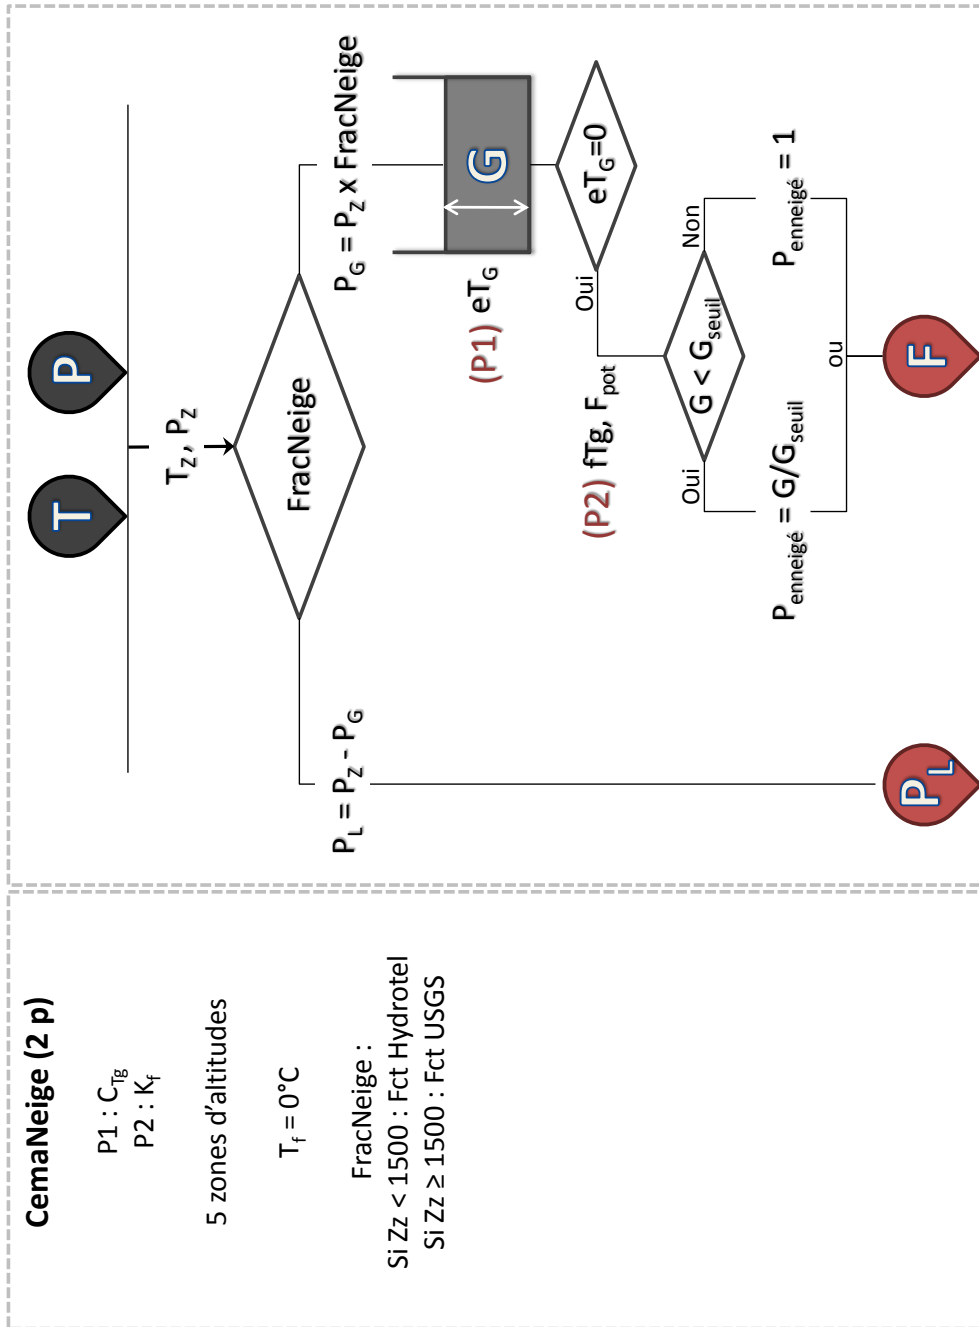 CemaNeige (2 p)
P1 : C_Tg
P2 : K_f
5 zones d'altitudes
T_f = 0°C
FracNeige :
Si Zz < 1500 : Fct Hydrotel
Si Zz ≥ 1500 : Fct USGS
T
P
T_Z, P_Z
FracNeige
P_L = P_Z - P_G
P_G = P_Z x FracNeige
G
(P1) eT_G
eT_G=0
Oui
(P2) fTg, F_pot
G < G_seuil
Oui
Non
P_enneigé = G/G_seuil
P_enneigé = 1
ou
P_L
F